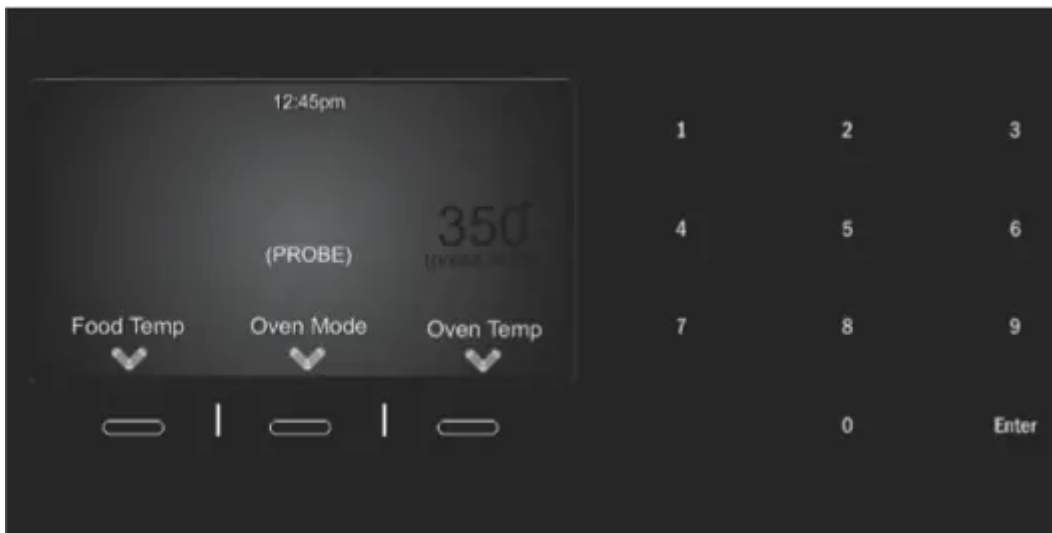 12:45pm
350°
(PROBE)
Food Temp
Oven Mode
Oven Temp
1 2 3
4 5 6
7 8 9
0 Enter